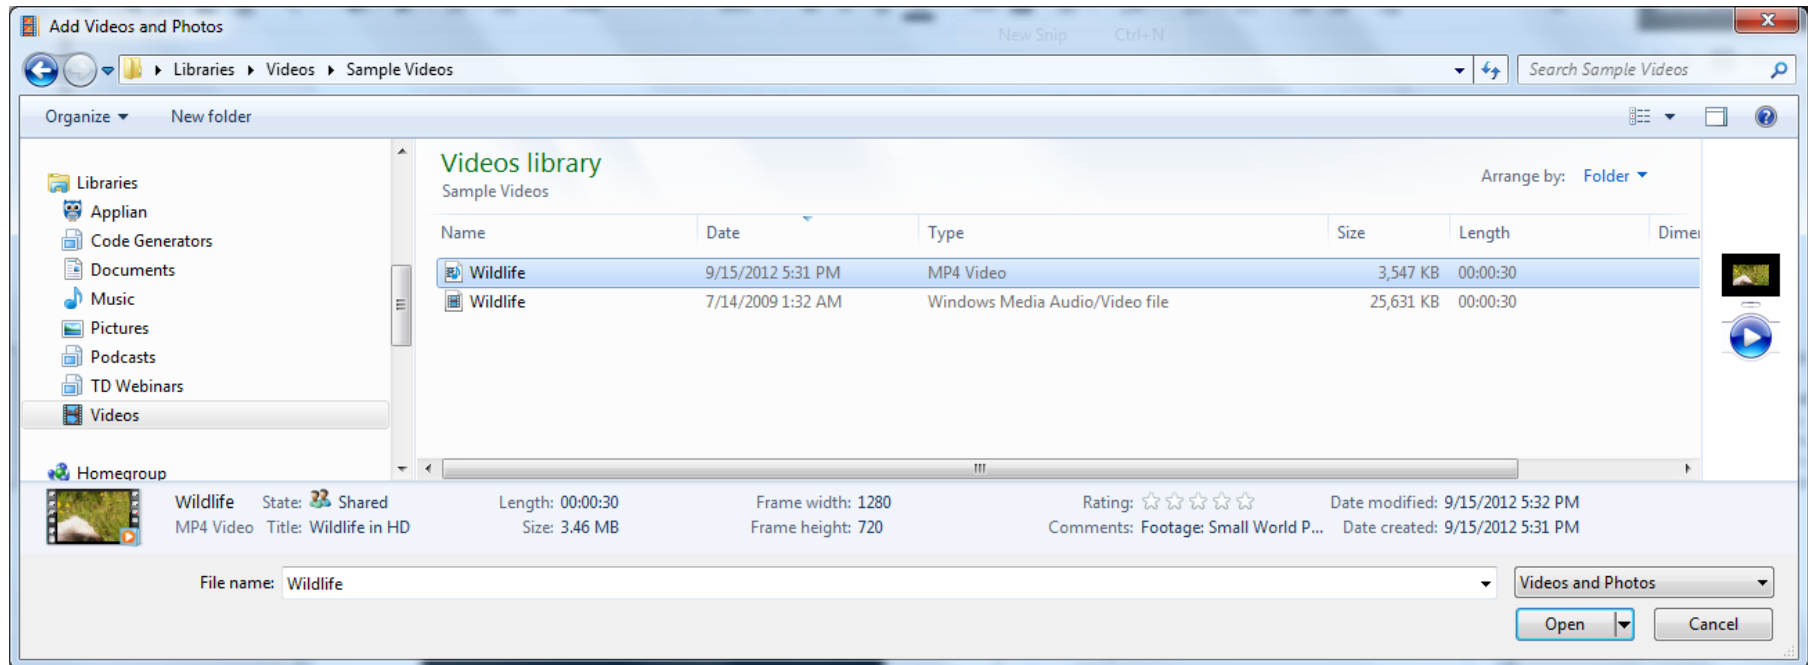 Add Videos and Photos
New Snip Ctrl+N
Libraries Videos Sample Videos
Search Sample Videos
Organize New folder
Libraries
Applian
Code Generators
Documents
Music
Pictures
Podcasts
TD Webinars
Videos
Homegroup
Videos library
Sample Videos
Arrange by: Folder
Name Date Type Size Length Dimen
Wildlife 9/15/2012 5:31 PM MP4 Video 3,547 KB 00:00:30
Wildlife 7/14/2009 1:32 AM Windows Media Audio/Video file 25,631 KB 00:00:30
Wildlife State: Shared Length: 00:00:30 Frame width: 1280 Rating: Date modified: 9/15/2012 5:32 PM
MP4 Video Title: Wildlife in HD Size: 3.46 MB Frame height: 720 Comments: Footage: Small World P... Date created: 9/15/2012 5:31 PM
File name: Wildlife
Videos and Photos
Open Cancel